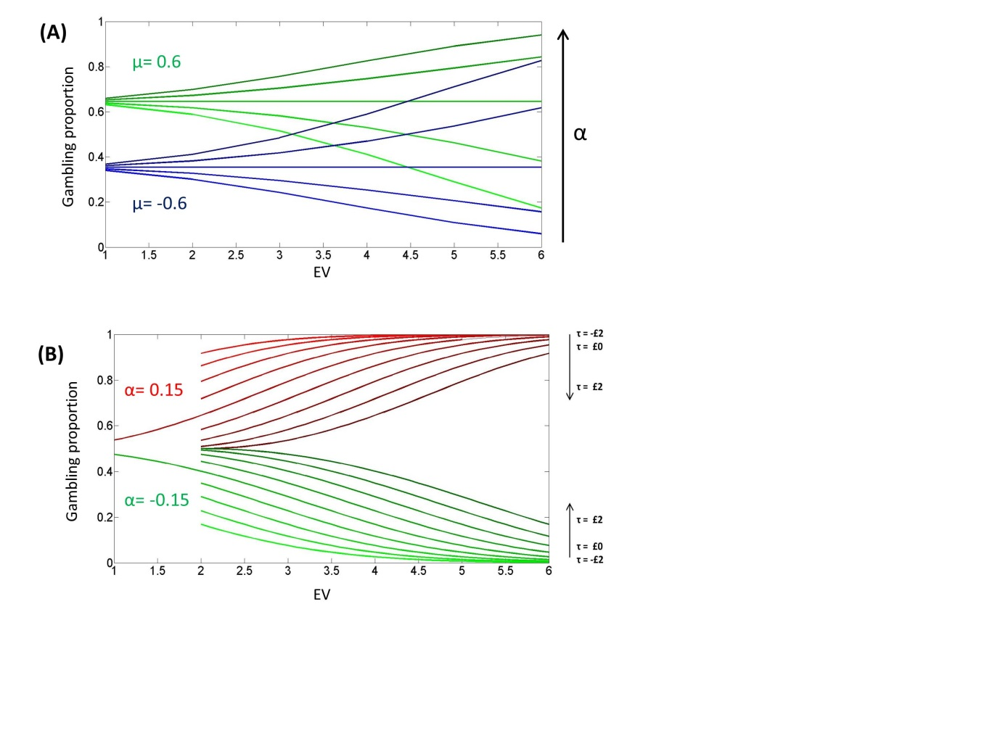 (A)
Gambling proportion
1
0.8
0.6
0.4
0.2
0
μ= 0.6
μ= -0.6
α
1 1.5 2 2.5 3 3.5 4 4.5 5 5.5 6
EV
(B)
Gambling proportion
1
0.8
0.6
0.4
0.2
0
α= 0.15
α= -0.15
τ = -£2
τ = £0
τ = £2
τ = £2
τ = £0
τ = -£2
1 1.5 2 2.5 3 3.5 4 4.5 5 5.5 6
EV